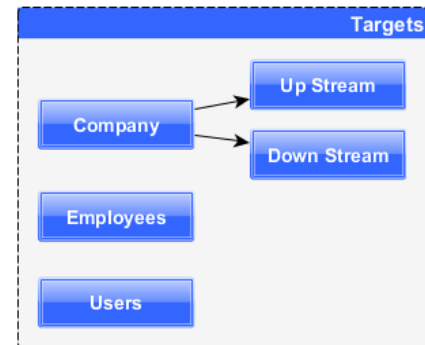 Targets
Up Stream
Company
Down Stream
Employees
Users